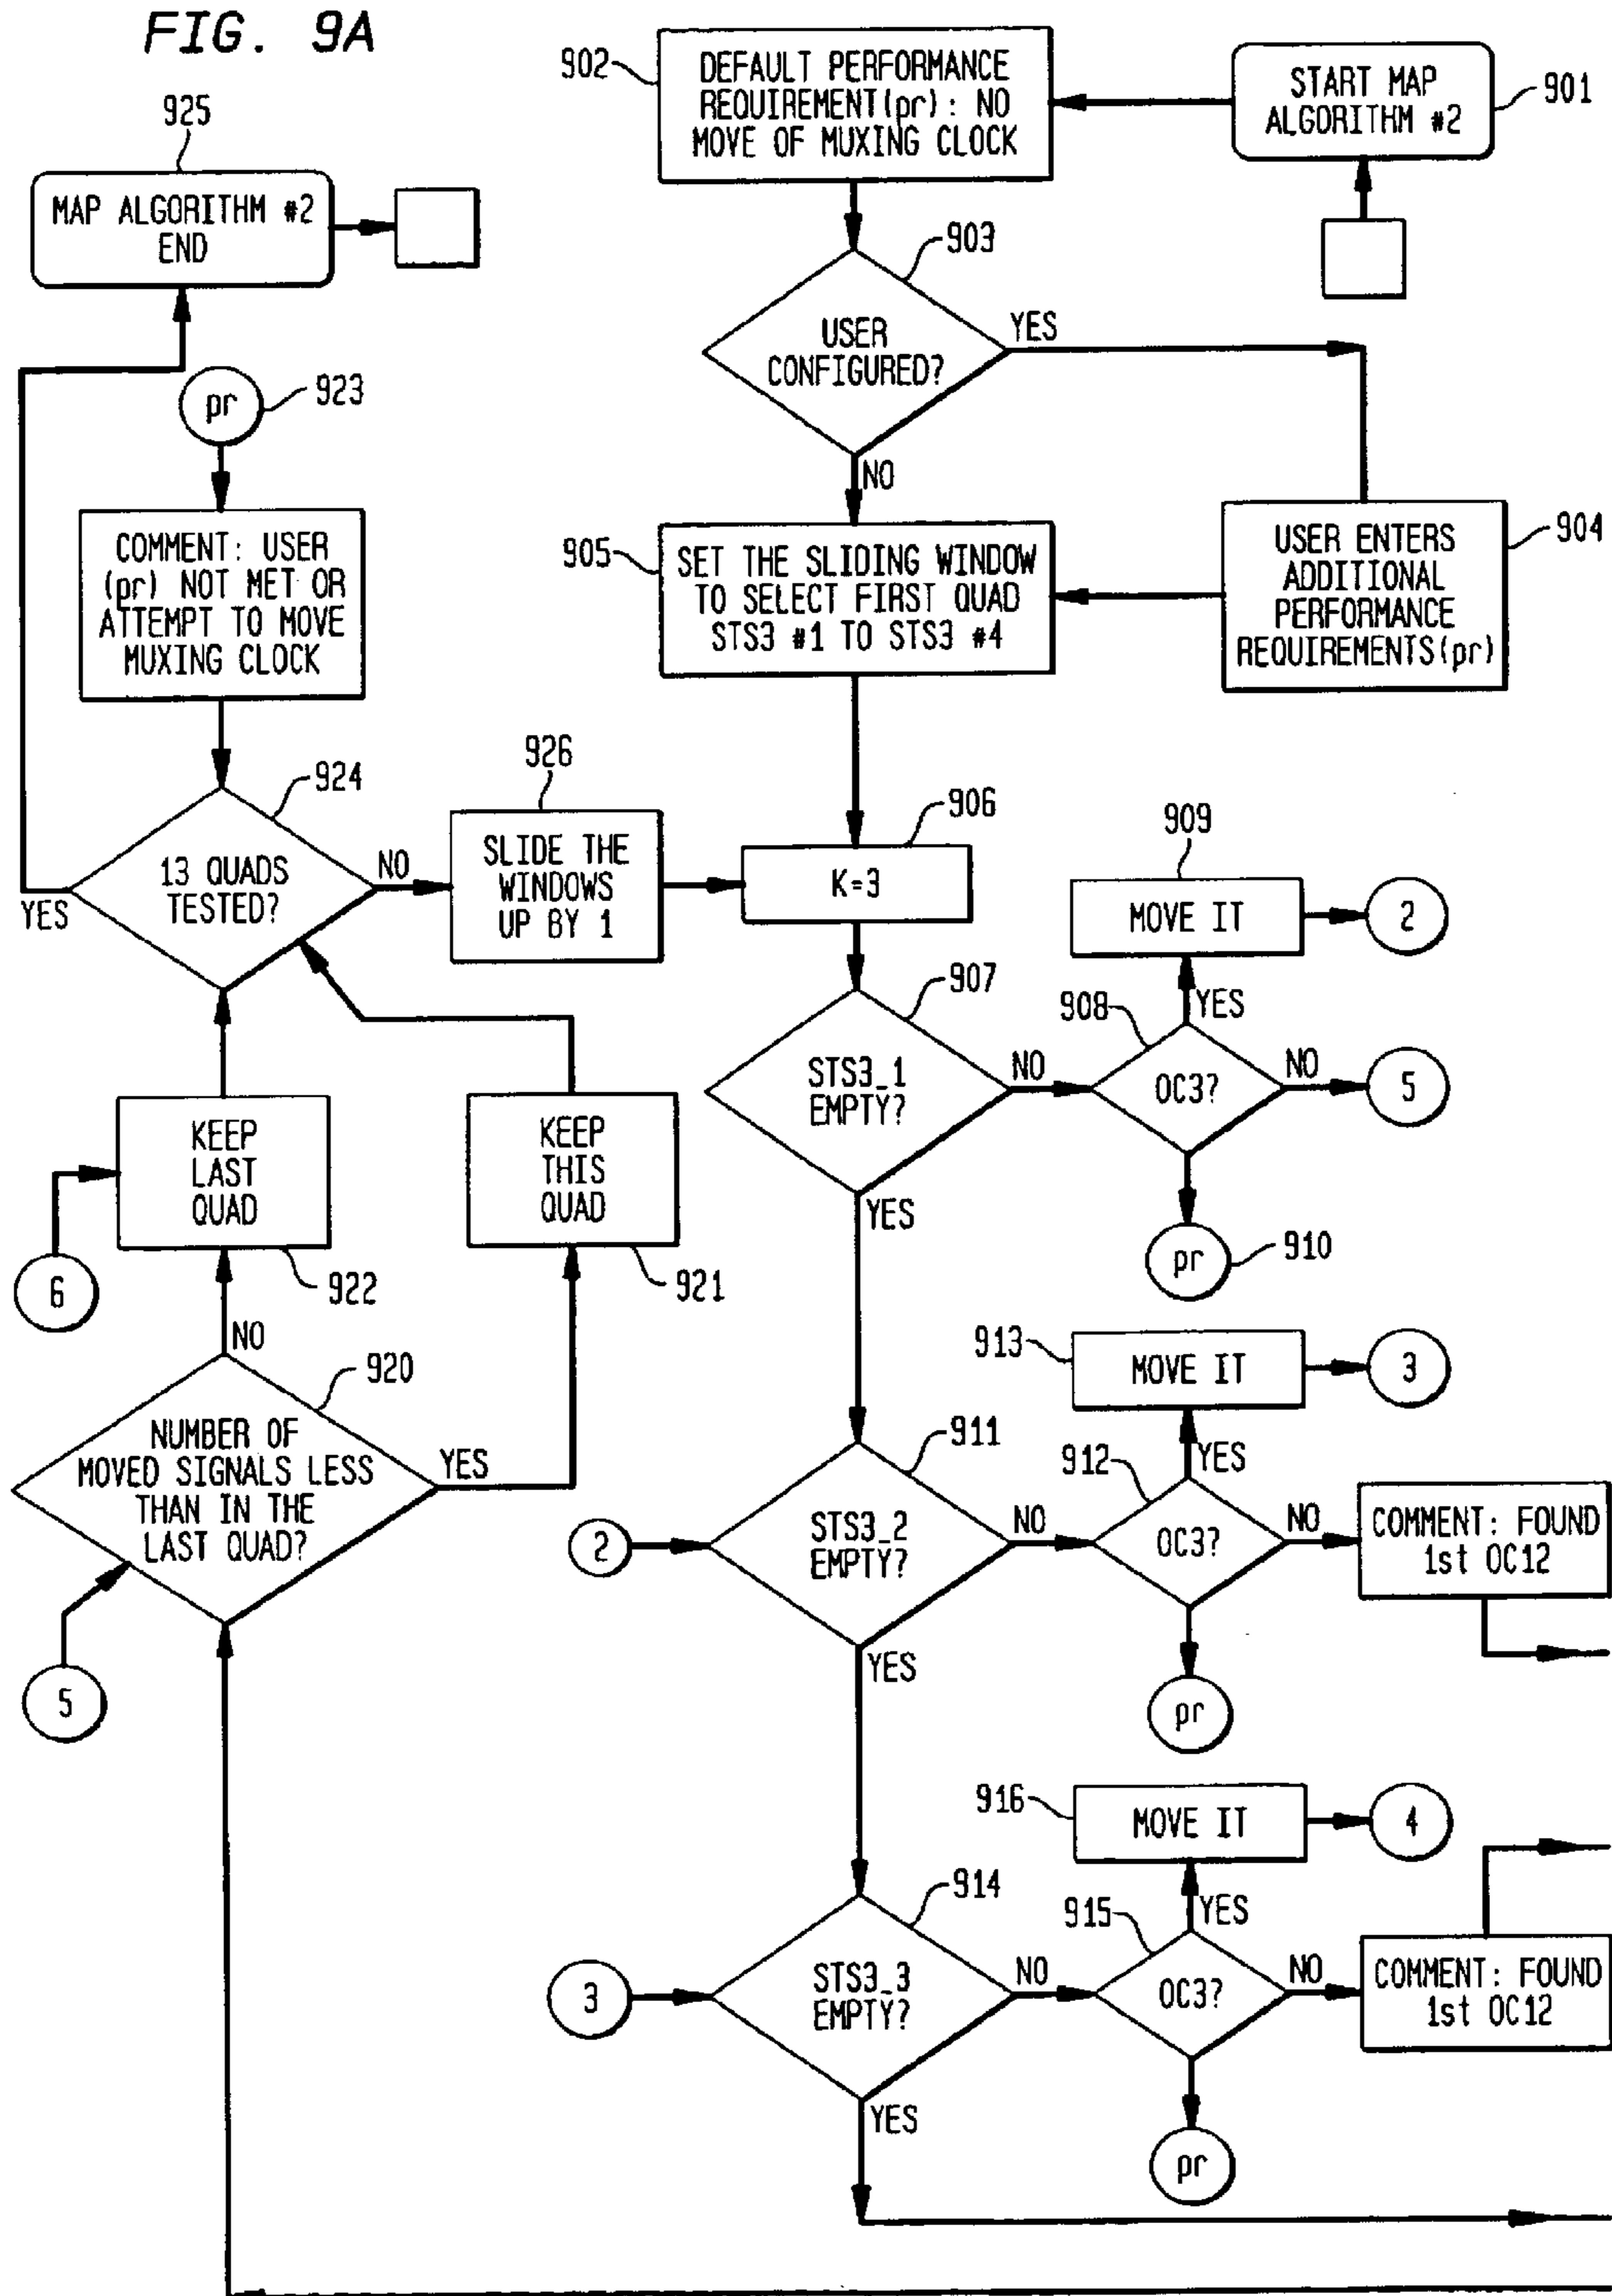 FIG. 9A
902
DEFAULT PERFORMANCE
REQUIREMENT(pr): NO
MOVE OF MUXING CLOCK
START MAP
ALGORITHM #2
901
925
MAP ALGORITHM #2
END
903
USER
CONFIGURED?
YES
NO
pr
923
COMMENT: USER
(pr) NOT MET OR
ATTEMPT TO MOVE
MUXING CLOCK
905
SET THE SLIDING WINDOW
TO SELECT FIRST QUAD
STS3 #1 TO STS3 #4
USER ENTERS
ADDITIONAL
PERFORMANCE
REQUIREMENTS(pr)
904
924
13 QUADS
TESTED?
YES
NO
926
SLIDE THE
WINDOWS
UP BY 1
906
K=3
909
MOVE IT
2
907
STS3_1
EMPTY?
NO
YES
908
YES
OC3?
NO
5
pr
910
KEEP
LAST
QUAD
922
6
KEEP
THIS
QUAD
921
NO
920
NUMBER OF
MOVED SIGNALS LESS
THAN IN THE
LAST QUAD?
YES
5
913
MOVE IT
3
911
2
STS3_2
EMPTY?
NO
YES
912
YES
OC3?
NO
COMMENT: FOUND
1st OC12
pr
916
MOVE IT
4
914
3
STS3_3
EMPTY?
NO
YES
915
YES
OC3?
NO
COMMENT: FOUND
1st OC12
pr